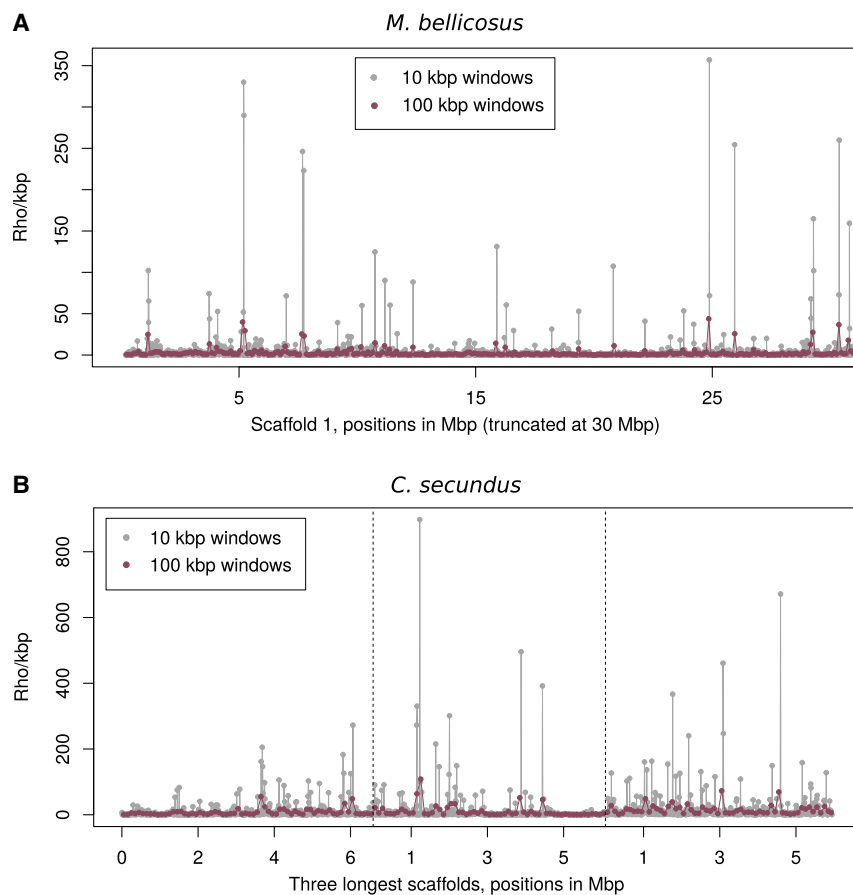 A
M. bellicosus
350
250
150
50
0
Rho/kbp
10 kbp windows
100 kbp windows
5
15
25
Scaffold 1, positions in Mbp (truncated at 30 Mbp)
B
C. secundus
800
600
400
200
0
Rho/kbp
10 kbp windows
100 kbp windows
0
2
4
6
1
3
5
1
3
5
Three longest scaffolds, positions in Mbp